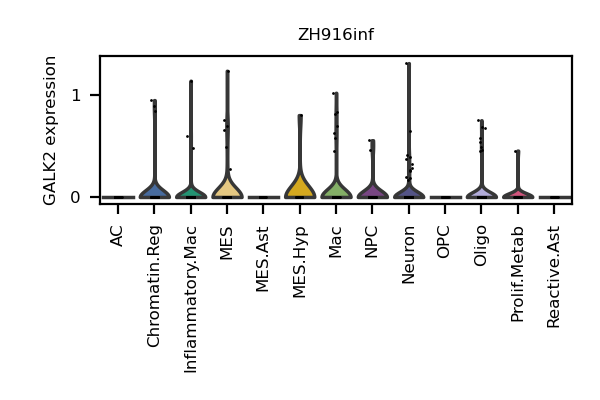 ZH916inf
GALK2 expression
1
0
AC
Chromatin.Reg
Inflammatory.Mac
MES
MES.Ast
MES.Hyp
Mac
NPC
Neuron
OPC
Oligo
Prolif.Metab
Reactive.Ast